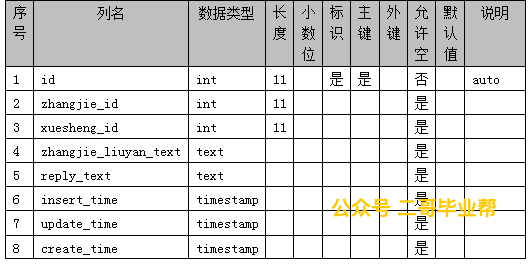 序号 列名 数据类型 长度 小数位 标识 主键 外键 允许空 默认值 说明
1 id int 11 是 是 否 auto
2 zhangjie_id int 11 是
3 xuesheng_id int 11 是
4 zhangjie_liuyan_text text 是
5 reply_text text 是
6 insert_time timestamp 是
公众号 二哥毕业帮
7 update_time timestamp 是
8 create_time timestamp 是